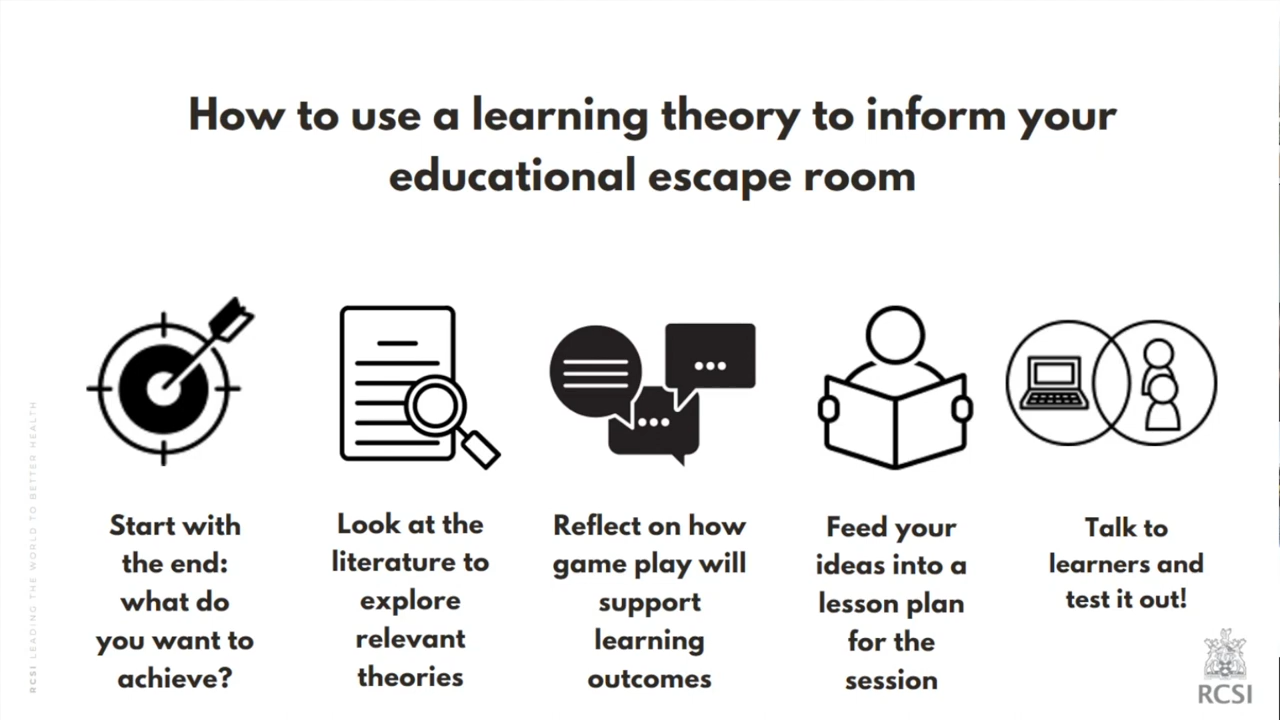 How to use a learning theory to inform your
educational escape room
Start with
the end:
what do
you want to
achieve?
Look at the
literature to
explore
relevant
theories
Reflect on how
game play will
support
learning
outcomes
Feed your
ideas into a
lesson plan
for the
session
Talk to
learners and
test it out!
RCSI LEADING THE WORLD TO BETTER HEALTH
RCSI